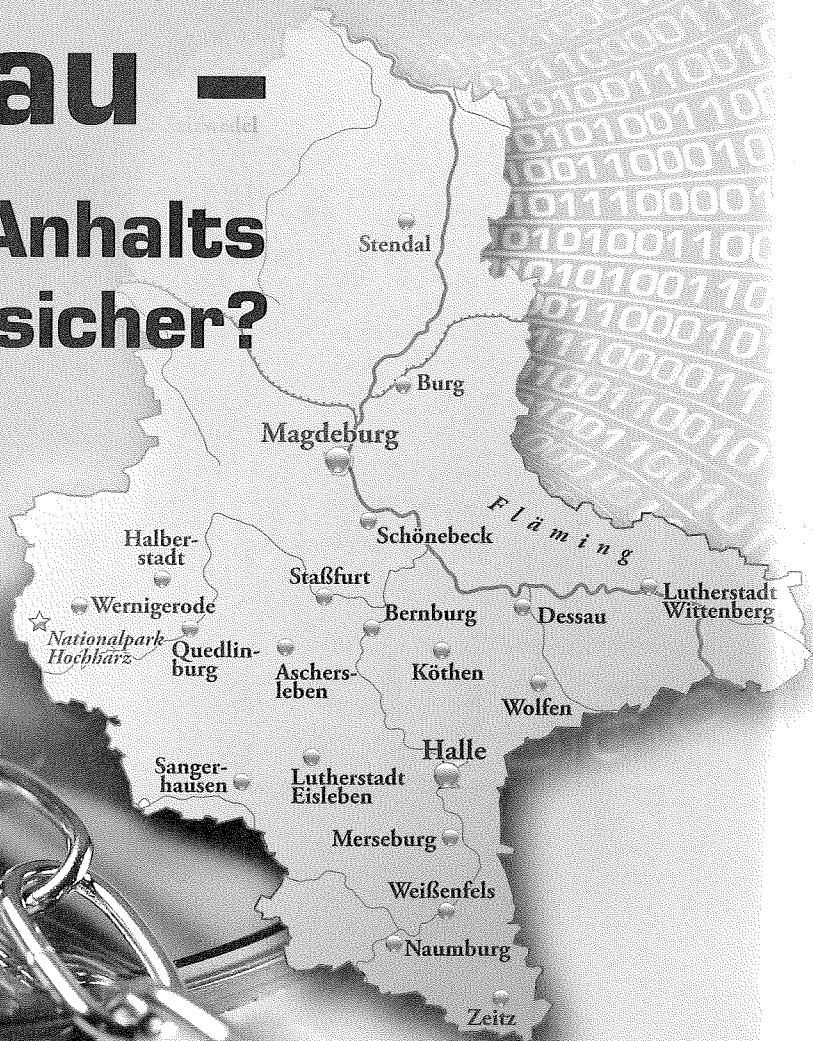 au –
Anhalts
sicher?
Stendal
Burg
Magdeburg
Fläming
Schönebeck
Halber-
stadt
Staßfurt
Wernigerode
Bernburg
Dessau
Lutherstadt
Wittenberg
Nationalpark
Hochharz
Quedlin-
burg
Aschers-
leben
Köthen
Wolfen
Halle
Sanger-
hausen
Lutherstadt
Eisleben
Merseburg
Weißenfels
Naumburg
Zeitz